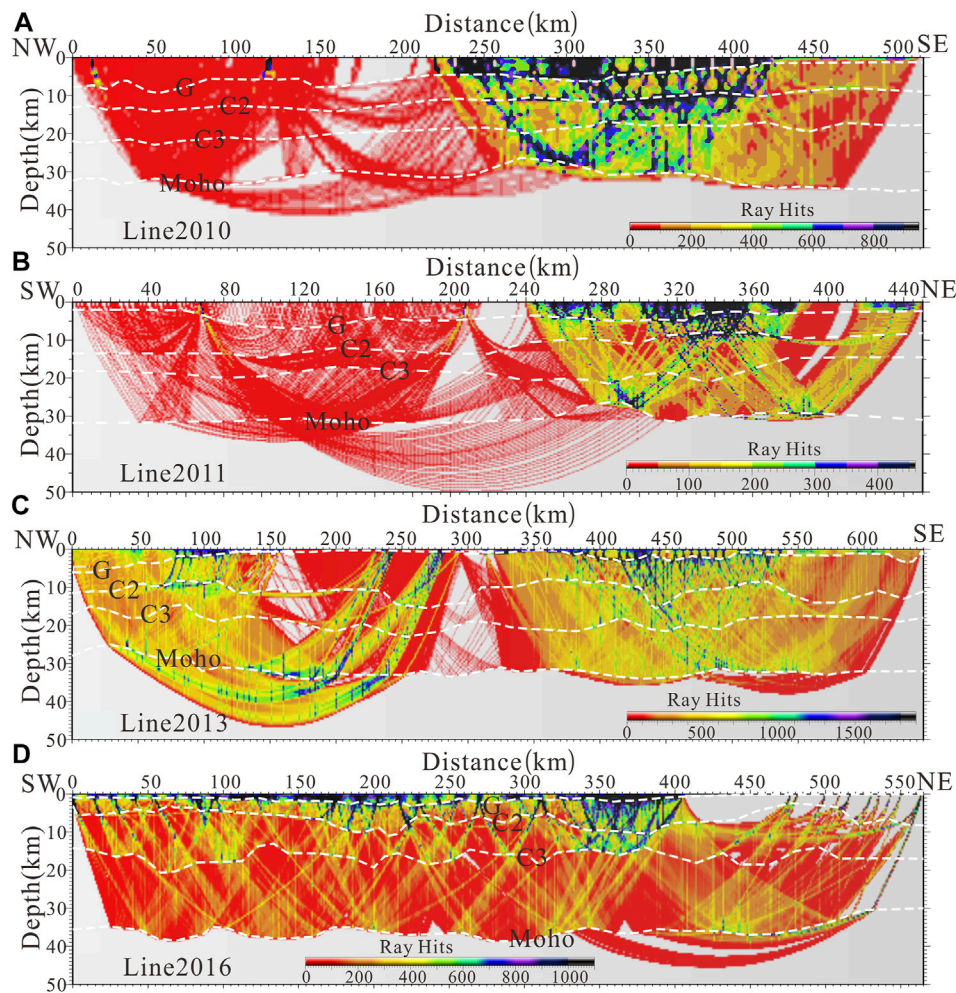 A
Distance(km)
NW 0 50 100 150 200 250 300 350 400 450 500 SE
0
10
20
30
40
50
Depth(km)
G
C2
C3
Moho
Line2010
Ray Hits
0 200 400 600 800
B
Distance(km)
SW 0 40 80 120 160 200 240 280 320 360 400 440 NE
0
10
20
30
40
50
Depth(km)
G
C2
C3
Moho
Line2011
Ray Hits
0 100 200 300 400
C
Distance(km)
NW 0 50 100 150 200 250 300 350 400 450 500 550 600 SE
0
10
20
30
40
50
Depth(km)
G
C2
C3
Moho
Line2013
Ray Hits
0 500 1000 1500
D
Distance(km)
SW 0 50 100 150 200 250 300 350 400 450 500 550 NE
0
10
20
30
40
50
Depth(km)
G
C2
C3
Moho
Line2016
Ray Hits
0 200 400 600 800 1000